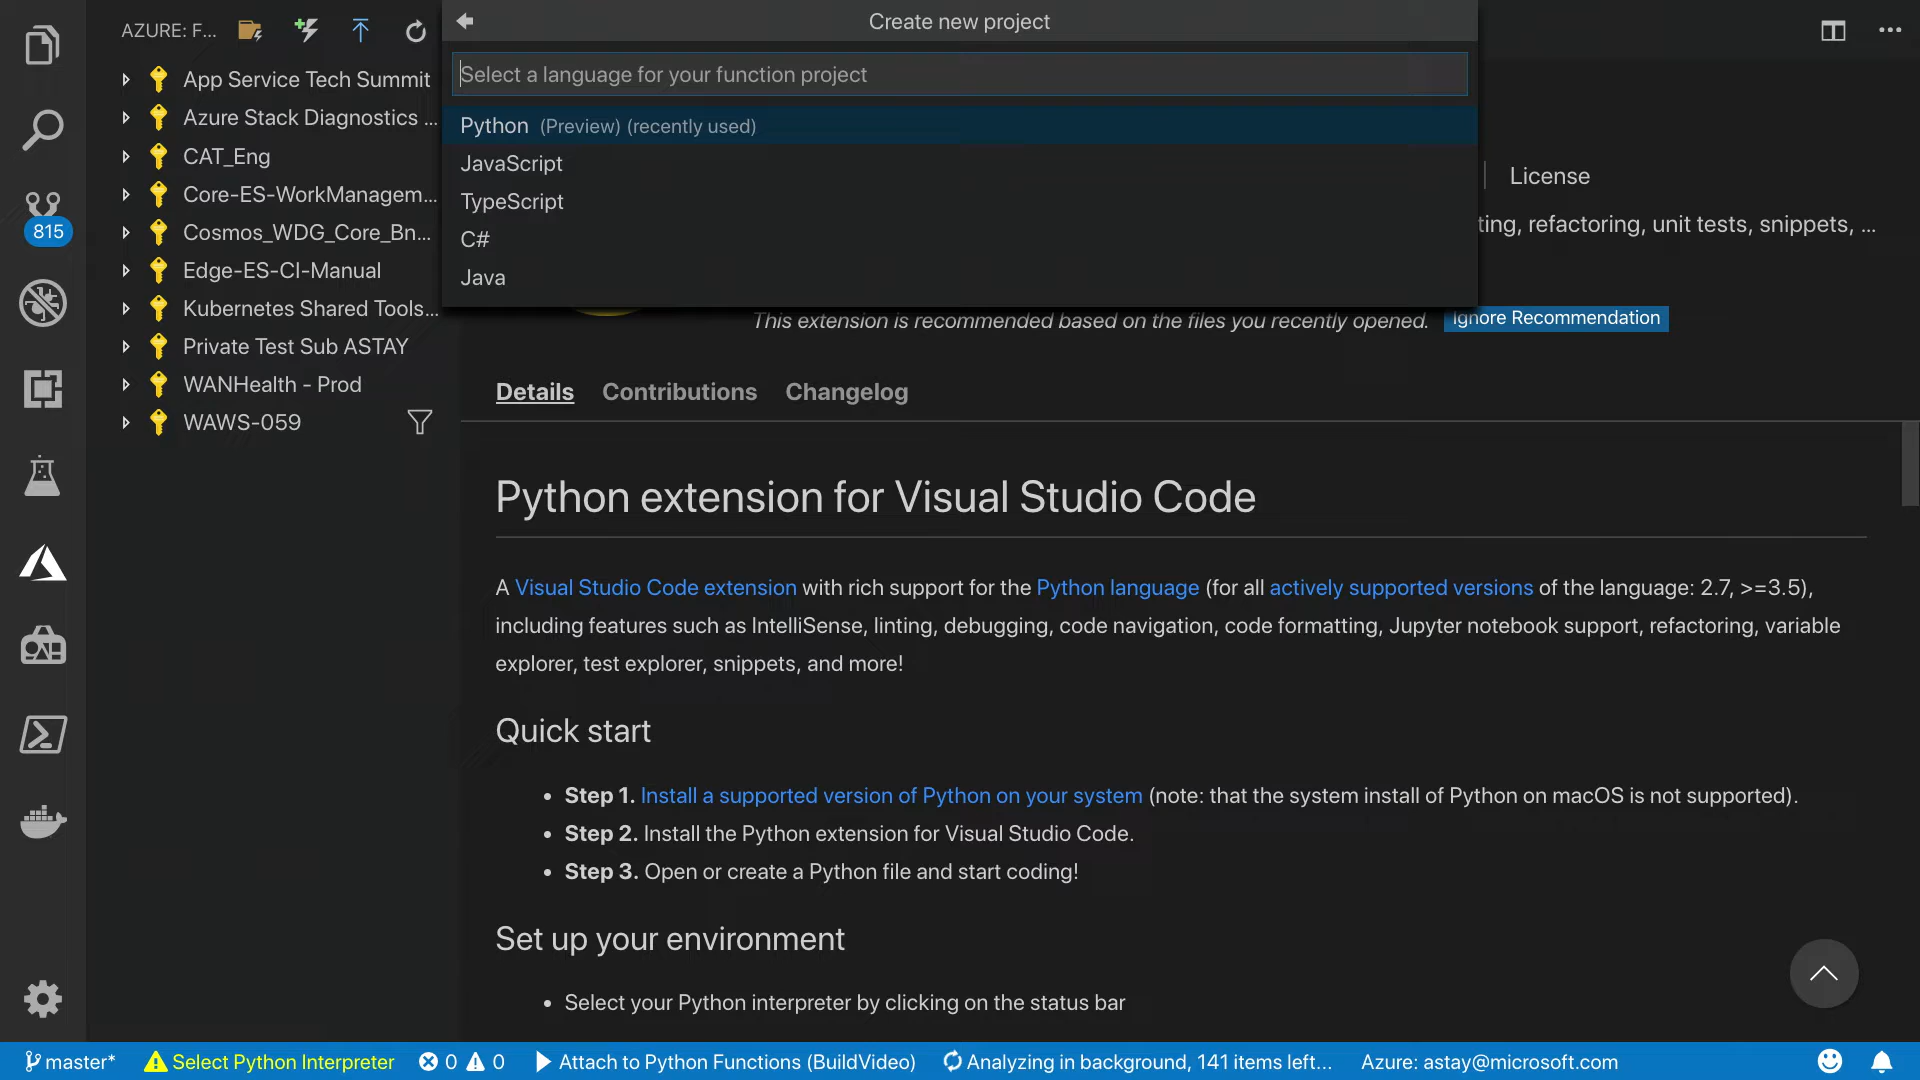 AZURE: F...
Create new project
Select a language for your function project
Python (Preview) (recently used)
JavaScript
TypeScript
C#
Java
App Service Tech Summit
Azure Stack Diagnostics ...
CAT_Eng
Core-ES-WorkManagem...
Cosmos_WDG_Core_Bn...
Edge-ES-CI-Manual
Kubernetes Shared Tools...
Private Test Sub ASTAY
WANHealth - Prod
WAWS-059
815
License
ting, refactoring, unit tests, snippets, ...
This extension is recommended based on the files you recently opened.
Ignore Recommendation
Details Contributions Changelog
Python extension for Visual Studio Code
A Visual Studio Code extension with rich support for the Python language (for all actively supported versions of the language: 2.7, >=3.5),
including features such as IntelliSense, linting, debugging, code navigation, code formatting, Jupyter notebook support, refactoring, variable
explorer, test explorer, snippets, and more!
Quick start
• Step 1. Install a supported version of Python on your system (note: that the system install of Python on macOS is not supported).
• Step 2. Install the Python extension for Visual Studio Code.
• Step 3. Open or create a Python file and start coding!
Set up your environment
• Select your Python interpreter by clicking on the status bar
master* Select Python Interpreter 0 0 Attach to Python Functions (BuildVideo) Analyzing in background, 141 items left... Azure: astay@microsoft.com